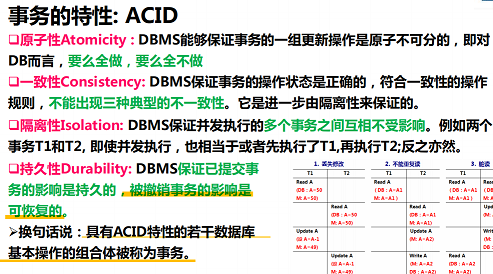 事务的特性: ACID
❑原子性Atomicity : DBMS能够保证事务的一组更新操作是原子不可分的，即对
DB而言，要么全做，要么全不做
❑一致性Consistency: DBMS保证事务的操作状态是正确的，符合一致性的操作
规则，不能出现三种典型的不一致性。它是进一步由隔离性来保证的。
❑隔离性Isolation: DBMS保证并发执行的多个事务之间互相不受影响。例如两个
事务T1和T2, 即使并发执行，也相当于或者先执行了T1,再执行T2;反之亦然。
❑持久性Durability: DBMS保证已提交事
务的影响是持久的，被撤销事务的影响是
可恢复的。
➢换句话说：具有ACID特性的若干数据库
基本操作的组合体被称为事务。
1. 丢失修改
T1 T2
Read A
(DB : A=50
M: A=50)
Read A
(DB : A=50
M: A=50)
Update A
Update A
2. 不能重复读
T1 T2
Read A
(DB : A=A1
M: A=A1 )
Read A
Update A
(M: A=A2)
Write A
Read A
3. 脏读
T1
Read A
Update A
Write A